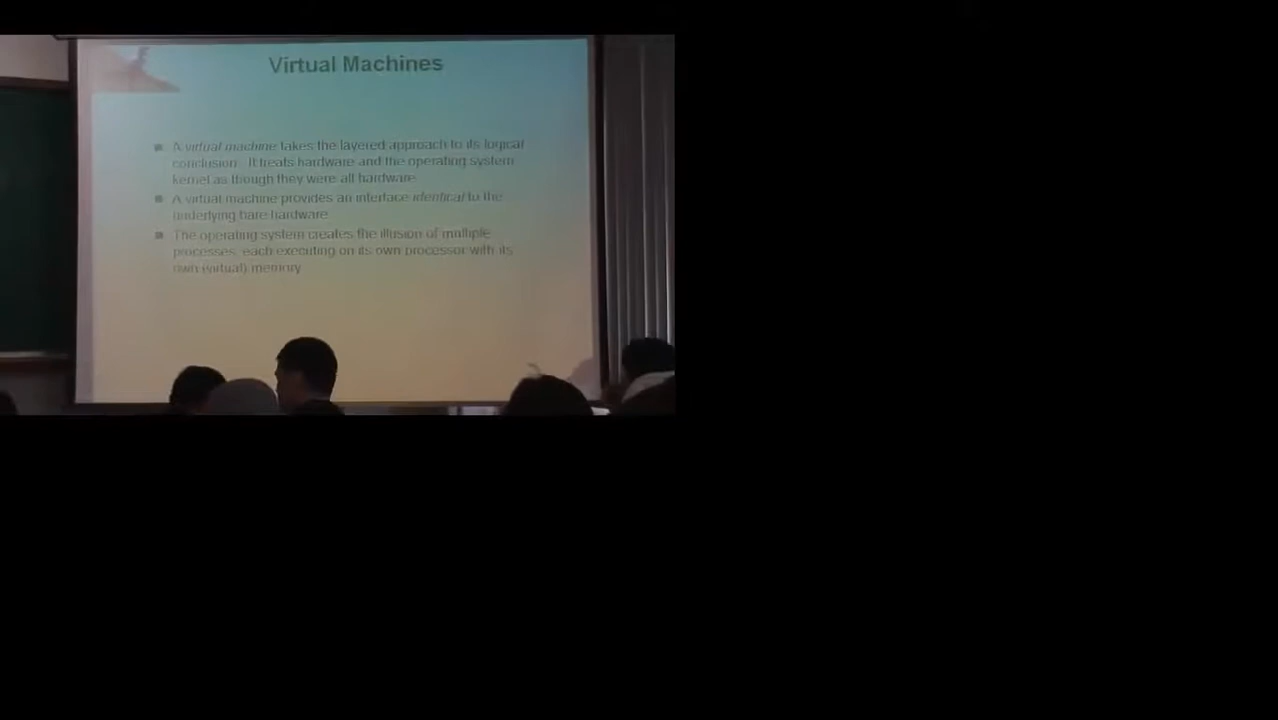 Virtual Machines
A virtual machine takes the layered approach to its logical
conclusion. It treats hardware and the operating system
kernel as though they were all hardware.
A virtual machine provides an interface identical to the
underlying bare hardware.
The operating system creates the illusion of multiple
processes, each executing on its own processor with its
own (virtual) memory.